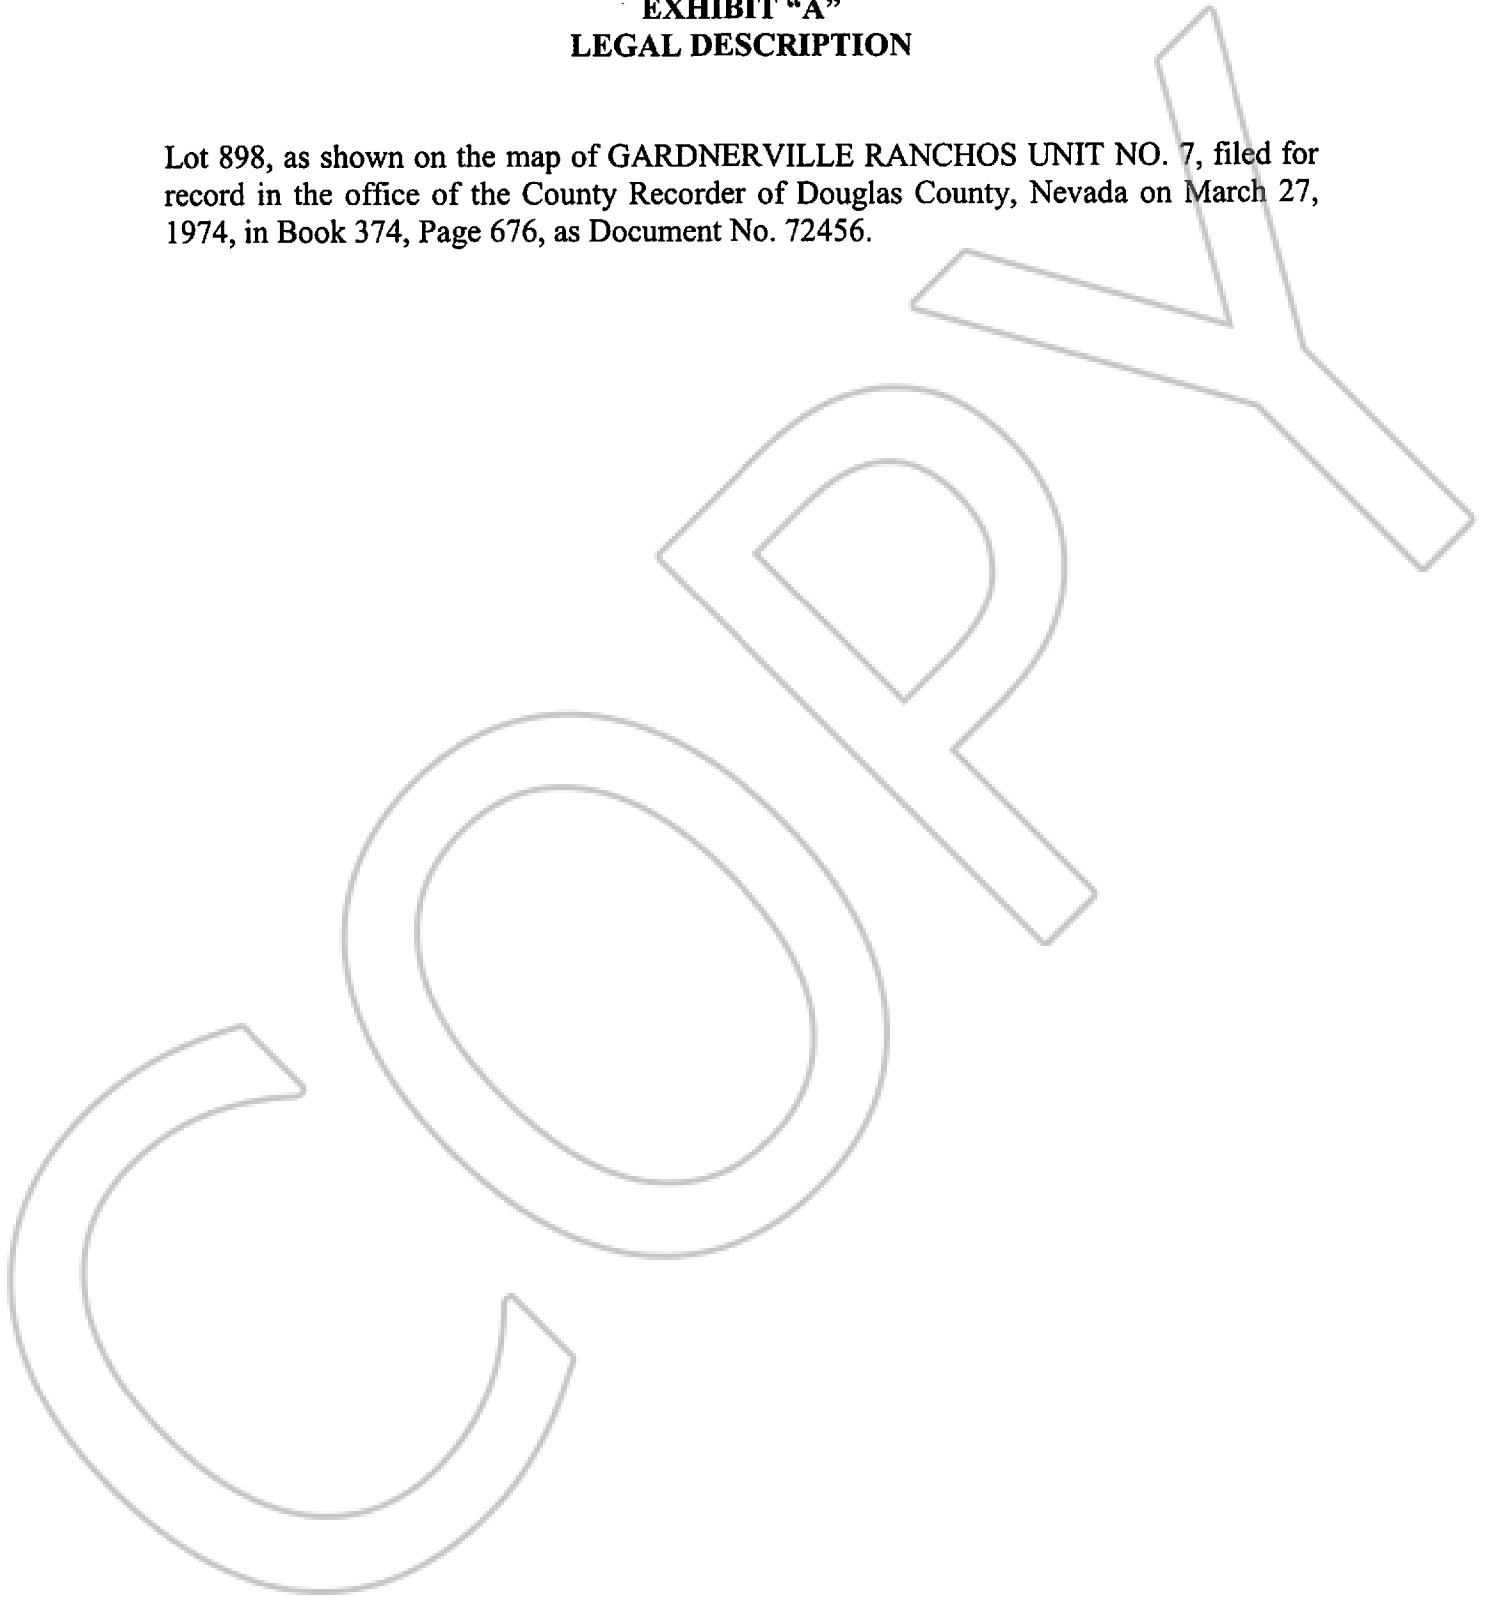 EXHIBIT “A”
LEGAL DESCRIPTION
Lot 898, as shown on the map of GARDNERVILLE RANCHOS UNIT NO. 7, filed for
record in the office of the County Recorder of Douglas County, Nevada on March 27,
1974, in Book 374, Page 676, as Document No. 72456.
COPY